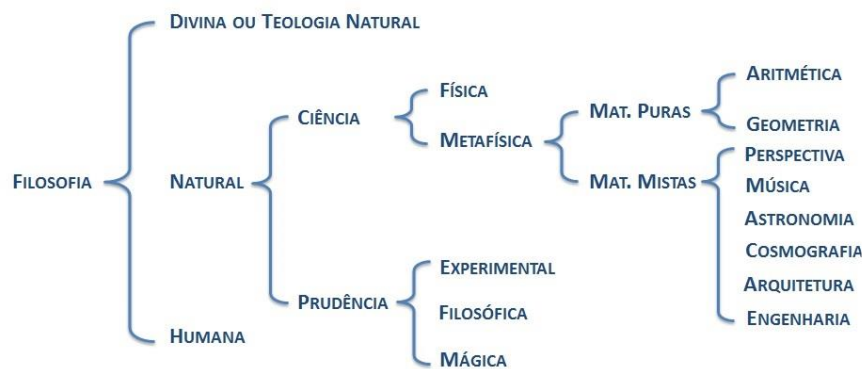 DIVINA OU TEOLOGIA NATURAL
ARITMÉTICA
FÍSICA
MAT. PURAS
CIÊNCIA
GEOMETRIA
METAFÍSICA
PERSPECTIVA
FILOSOFIA
NATURAL
MAT. MISTAS
MÚSICA
ASTRONOMIA
COSMOGRAFIA
EXPERIMENTAL
ARQUITETURA
PRUDÊNCIA
FILOSÓFICA
ENGENHARIA
HUMANA
MÁGICA